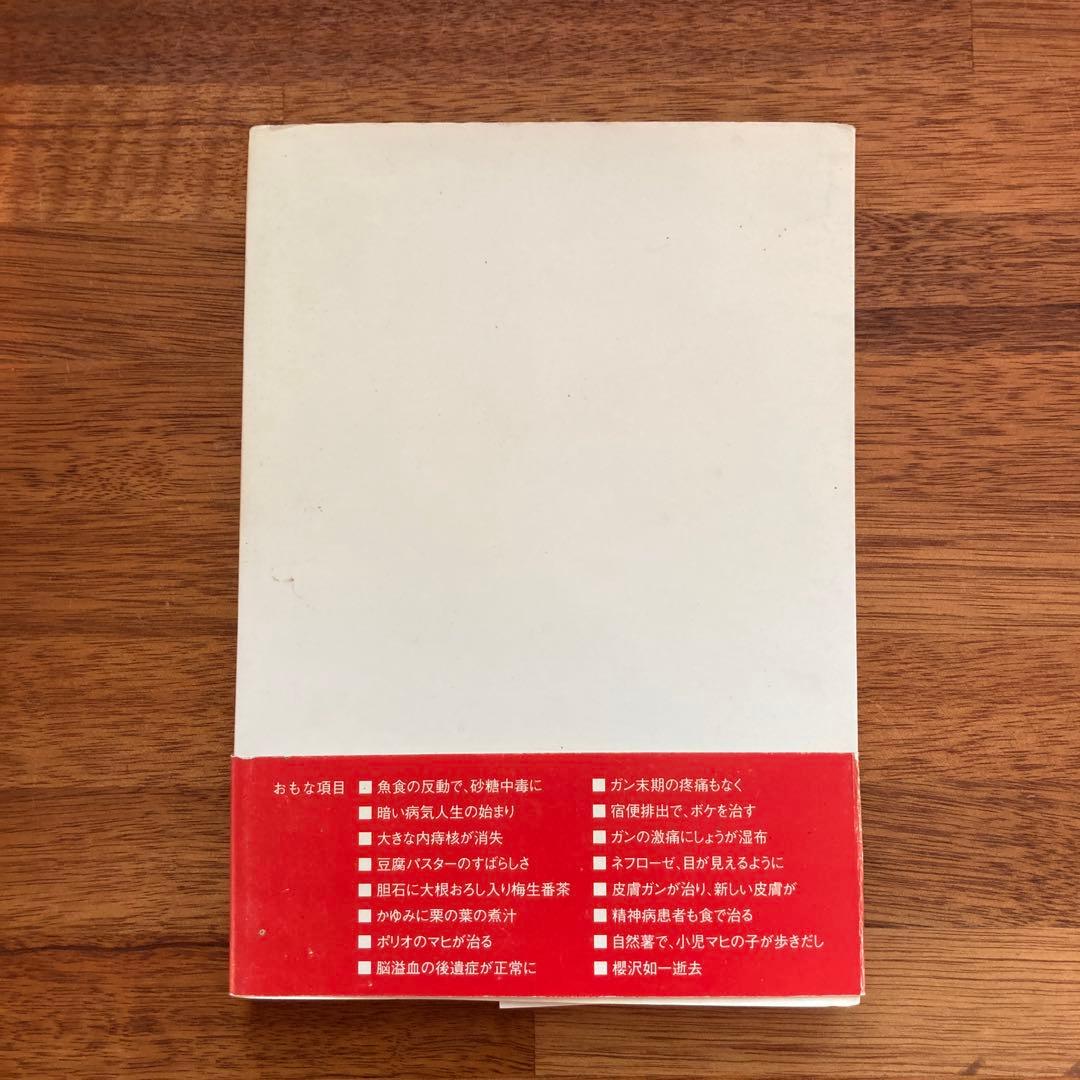 おもな項目
■魚食の反動で、砂糖中毒に
■暗い病気人生の始まり
■大きな内痔核が消失
■豆腐パスターのすばらしさ
■胆石に大根おろし入り梅生番茶
■かゆみに栗の葉の煮汁
■ポリオのマヒが治る
■脳溢血の後遺症が正常に
■ガン末期の疼痛もなく
■宿便排出で、ボケを治す
■ガンの激痛にしょうが湿布
■ネフローゼ、目が見えるように
■皮膚ガンが治り、新しい皮膚が
■精神病患者も食で治る
■自然薯で、小児マヒの子が歩きだし
■櫻沢如一逝去